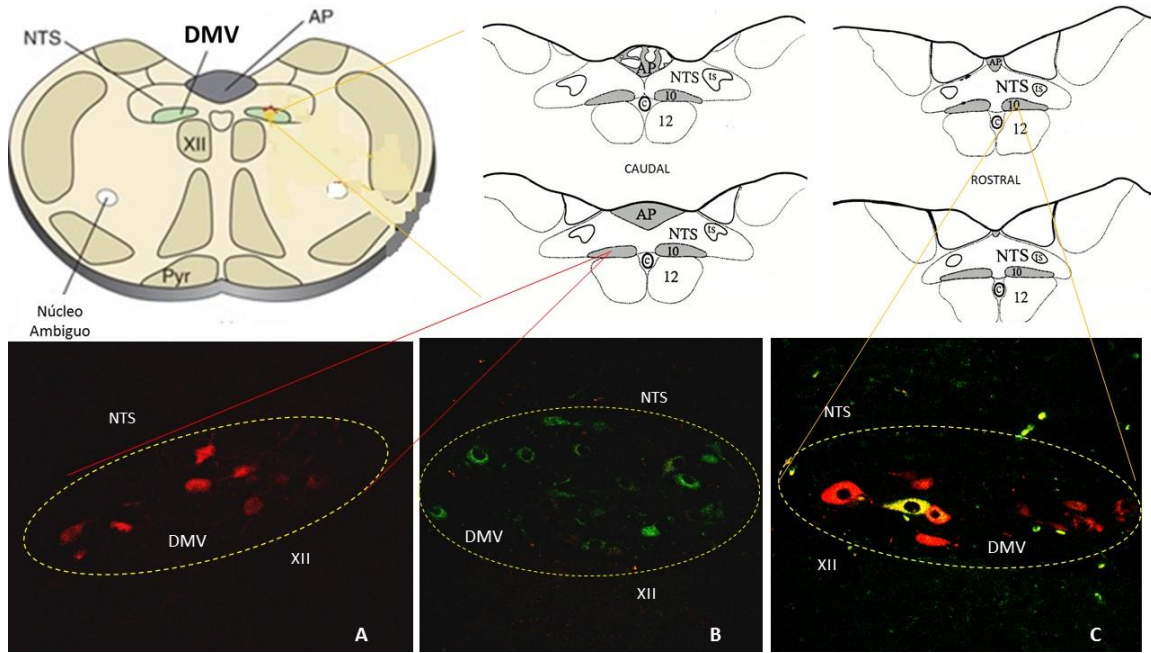 NTS
DMV
AP
XII
Pyr
Núcleo
Ambiguo
AP
NTS
ts
10
C
12
CAUDAL
AP
NTS
ts
10
C
12
AP
NTS
ts
10
C
12
ROSTRAL
NTS
ts
10
C
12
NTS
DMV
XII
A
NTS
DMV
XII
B
NTS
XII
DMV
C